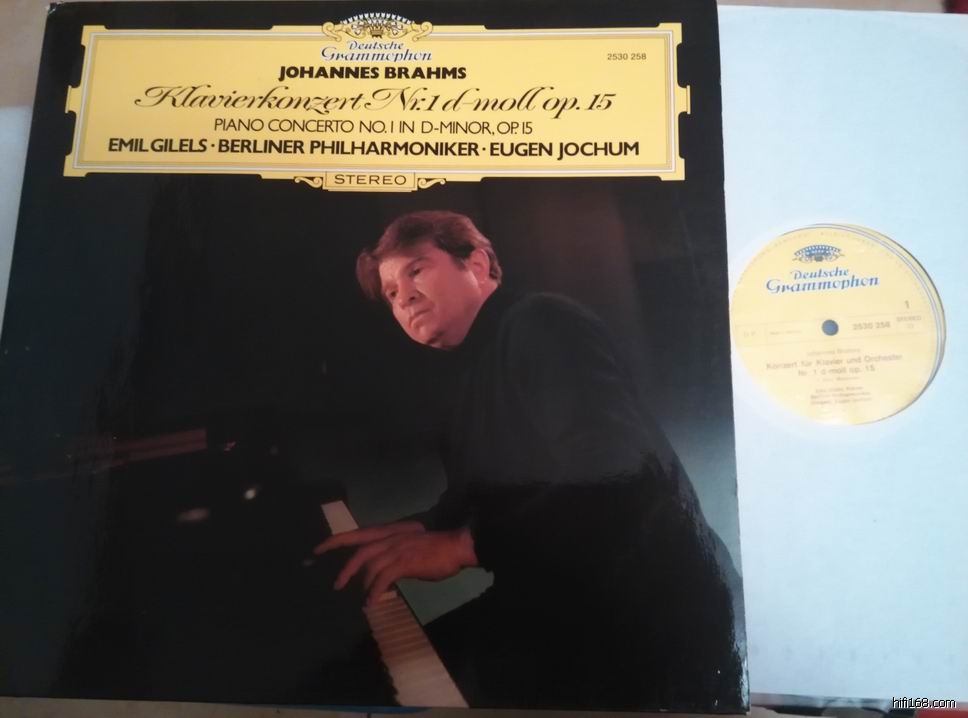 Deutsche
Grammophon
2530 258
JOHANNES BRAHMS
Klavierkonzert Nr.1 d-moll op. 15
PIANO CONCERTO NO. 1 IN D-MINOR, OP. 15
EMIL GILELS · BERLINER PHILHARMONIKER · EUGEN JOCHUM
STEREO
Deutsche
Grammophon
1
STEREO
2530 258
Johannes Brahms
Konzert für Klavier und Orchester
Nr. 1 d-moll op. 15
hifi168.com